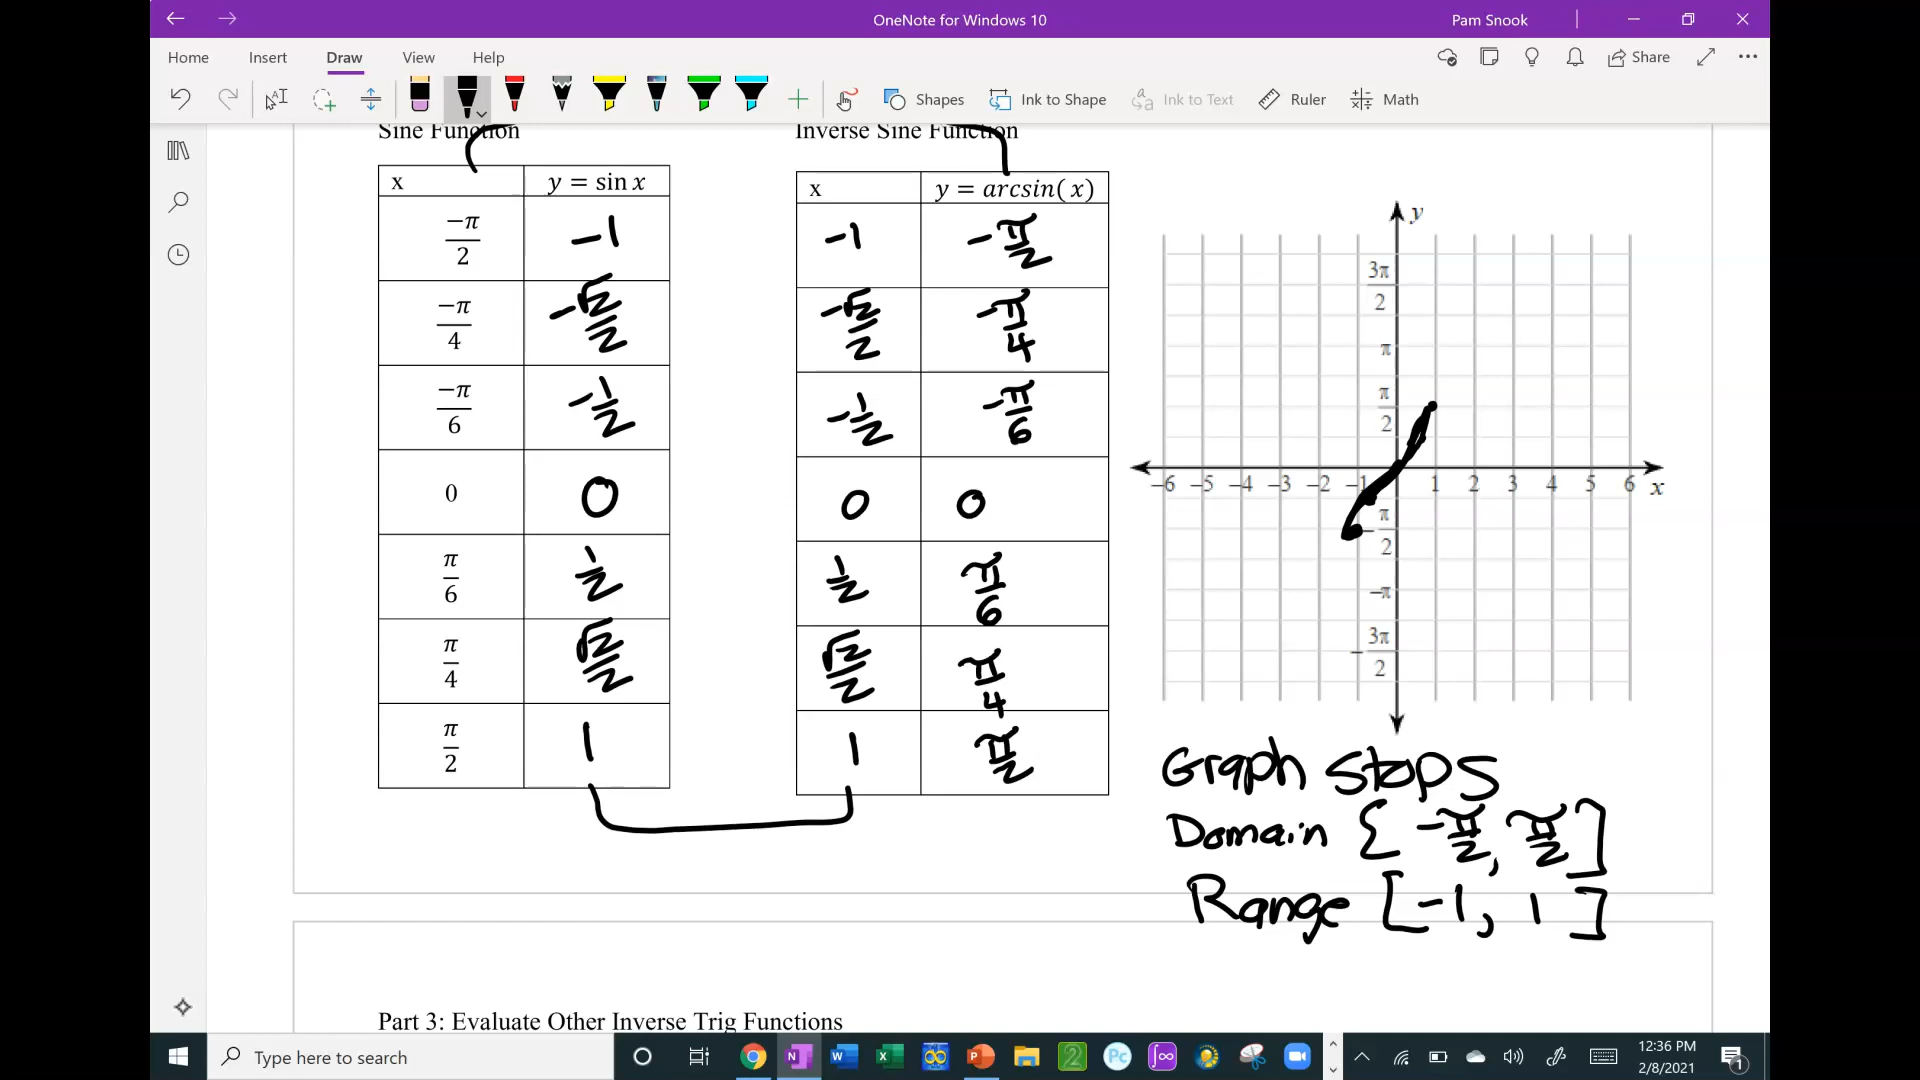 OneNote for Windows 10
Pam Snook
Home Insert Draw View Help
Share
Shapes Ink to Shape Ink to Text Ruler Math
Sine Function
x y = sin x
−π/2 −1
−π/4 −√2/2
−π/6 −1/2
0 0
π/6 1/2
π/4 √2/2
π/2 1
Inverse Sine Function
x y = arcsin(x)
−1 −π/2
−√2/2 −π/4
−1/2 −π/6
0 0
1/2 π/6
√2/2 π/4
1 π/2
y
3π/2
π
π/2
−6 −5 −4 −3 −2 −1 1 2 3 4 5 6 x
−π/2
−π
−3π/2
Graph stops
Domain [−π/2, π/2]
Range [−1, 1]
Part 3: Evaluate Other Inverse Trig Functions
Type here to search
12:36 PM
2/8/2021
1